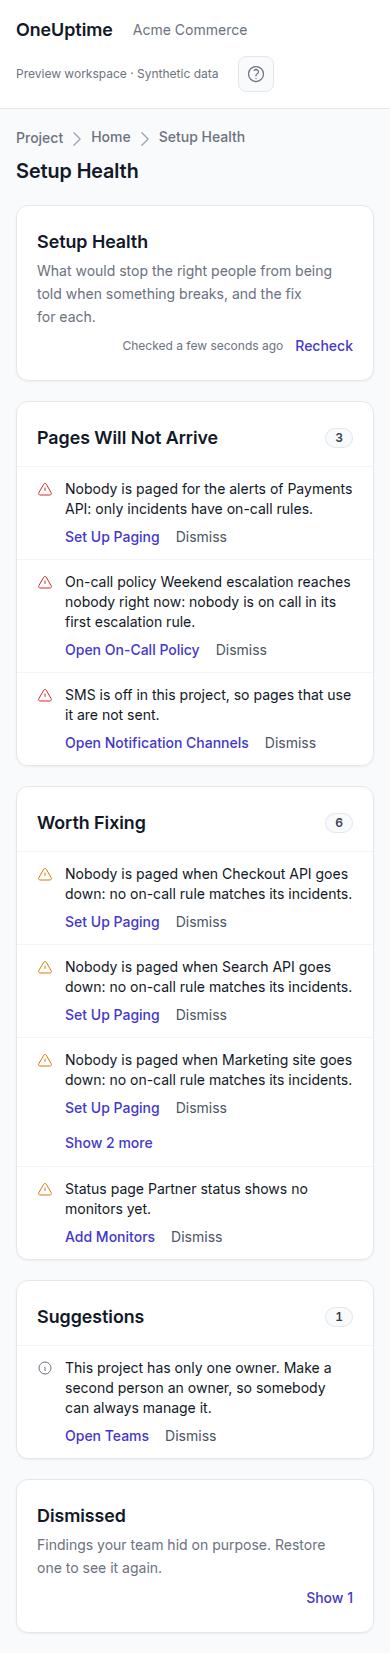 OneUptime Acme Commerce
Preview workspace · Synthetic data
Project Home Setup Health
Setup Health
Setup Health
What would stop the right people from being
told when something breaks, and the fix
for each.
Checked a few seconds ago Recheck
Pages Will Not Arrive 3
Nobody is paged for the alerts of Payments
API: only incidents have on-call rules.
Set Up Paging Dismiss
On-call policy Weekend escalation reaches
nobody right now: nobody is on call in its
first escalation rule.
Open On-Call Policy Dismiss
SMS is off in this project, so pages that use
it are not sent.
Open Notification Channels Dismiss
Worth Fixing 6
Nobody is paged when Checkout API goes
down: no on-call rule matches its incidents.
Set Up Paging Dismiss
Nobody is paged when Search API goes
down: no on-call rule matches its incidents.
Set Up Paging Dismiss
Nobody is paged when Marketing site goes
down: no on-call rule matches its incidents.
Set Up Paging Dismiss
Show 2 more
Status page Partner status shows no
monitors yet.
Add Monitors Dismiss
Suggestions 1
This project has only one owner. Make a
second person an owner, so somebody
can always manage it.
Open Teams Dismiss
Dismissed
Findings your team hid on purpose. Restore
one to see it again.
Show 1